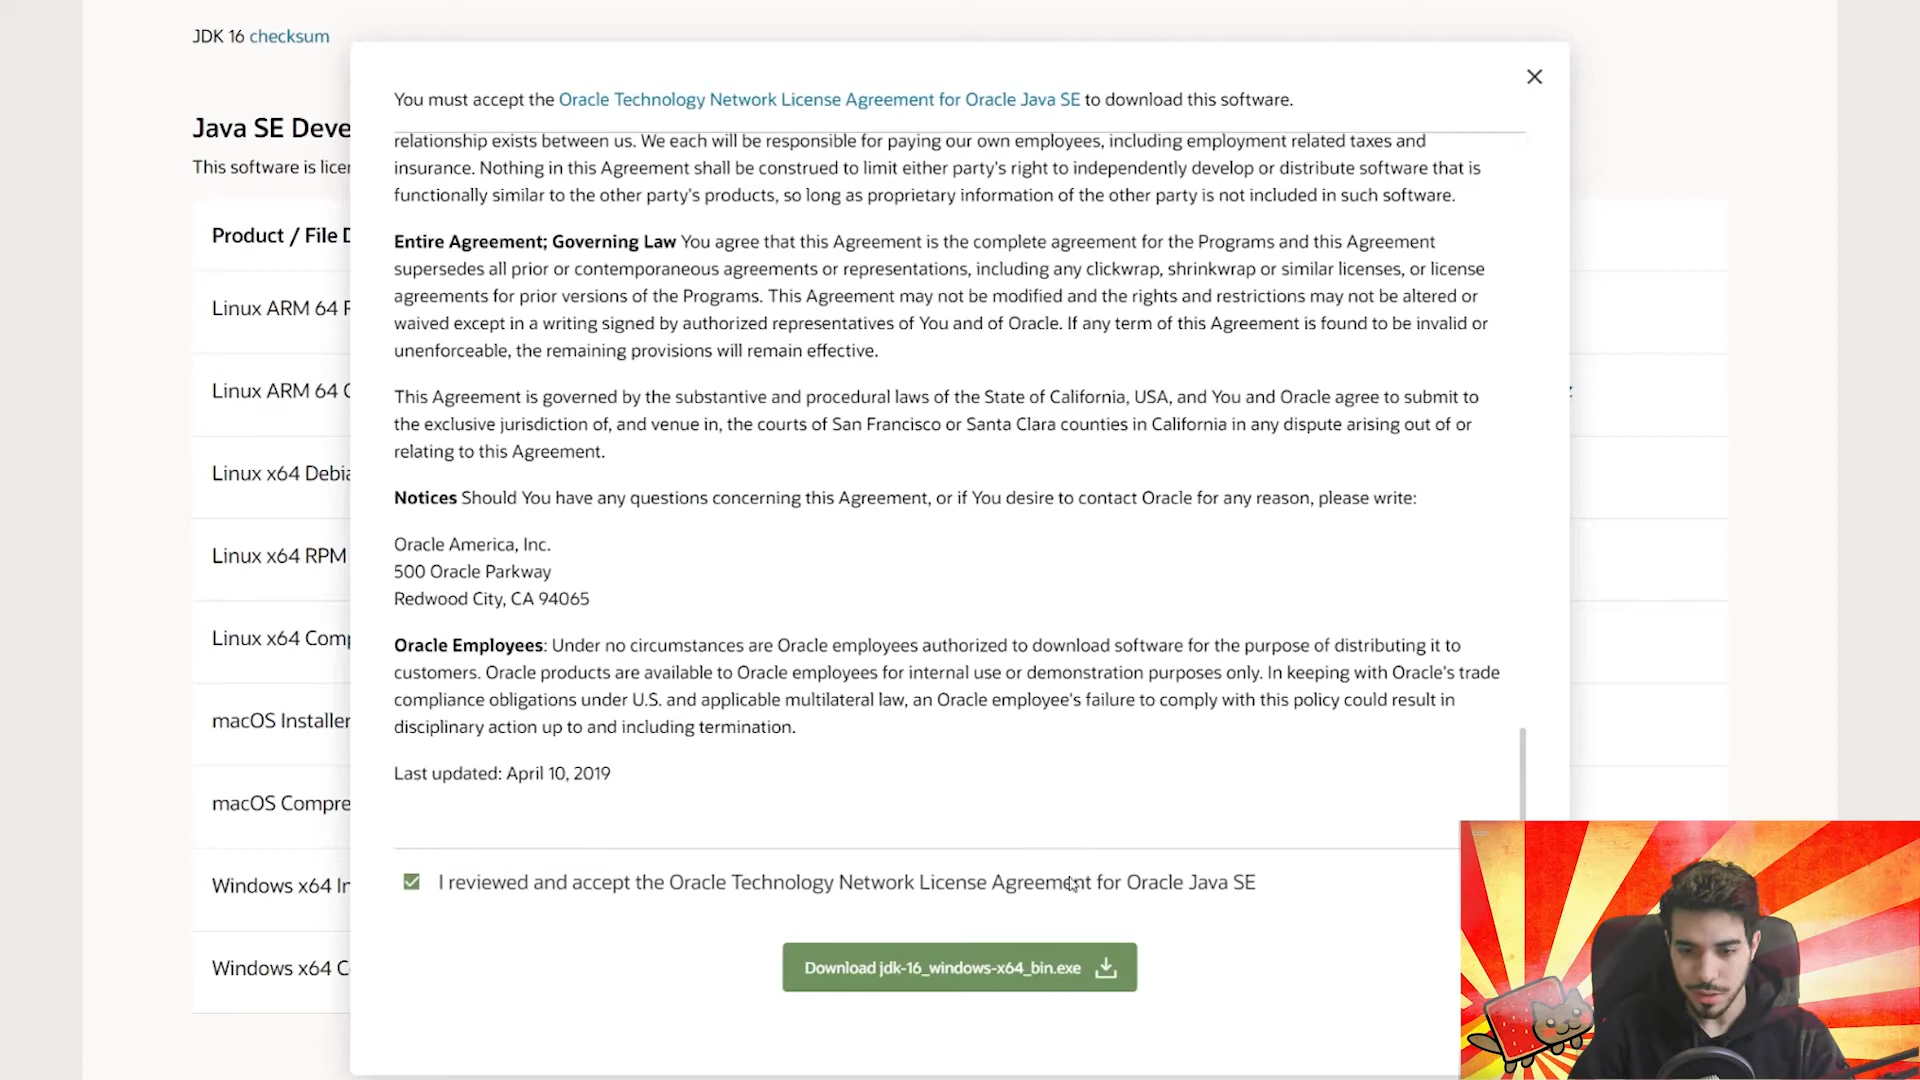 JDK 16 checksum
Java SE Deve
This software is licer
Product / File D
Linux ARM 64 R
Linux ARM 64 C
Linux x64 Debia
Linux x64 RPM
Linux x64 Comp
macOS Installer
macOS Compre
Windows x64 In
Windows x64 C
You must accept the Oracle Technology Network License Agreement for Oracle Java SE to download this software.
relationship exists between us. We each will be responsible for paying our own employees, including employment related taxes and
insurance. Nothing in this Agreement shall be construed to limit either party's right to independently develop or distribute software that is
functionally similar to the other party's products, so long as proprietary information of the other party is not included in such software.
Entire Agreement; Governing Law You agree that this Agreement is the complete agreement for the Programs and this Agreement
supersedes all prior or contemporaneous agreements or representations, including any clickwrap, shrinkwrap or similar licenses, or license
agreements for prior versions of the Programs. This Agreement may not be modified and the rights and restrictions may not be altered or
waived except in a writing signed by authorized representatives of You and of Oracle. If any term of this Agreement is found to be invalid or
unenforceable, the remaining provisions will remain effective.
This Agreement is governed by the substantive and procedural laws of the State of California, USA, and You and Oracle agree to submit to
the exclusive jurisdiction of, and venue in, the courts of San Francisco or Santa Clara counties in California in any dispute arising out of or
relating to this Agreement.
Notices Should You have any questions concerning this Agreement, or if You desire to contact Oracle for any reason, please write:
Oracle America, Inc.
500 Oracle Parkway
Redwood City, CA 94065
Oracle Employees: Under no circumstances are Oracle employees authorized to download software for the purpose of distributing it to
customers. Oracle products are available to Oracle employees for internal use or demonstration purposes only. In keeping with Oracle's trade
compliance obligations under U.S. and applicable multilateral law, an Oracle employee's failure to comply with this policy could result in
disciplinary action up to and including termination.
Last updated: April 10, 2019
I reviewed and accept the Oracle Technology Network License Agreement for Oracle Java SE
Download jdk-16_windows-x64_bin.exe